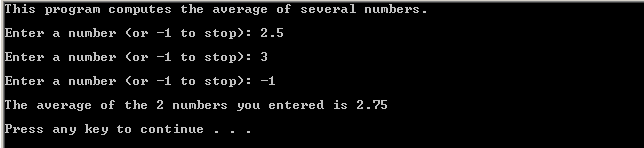 This program computes the average of several numbers.
Enter a number (or -1 to stop): 2.5
Enter a number (or -1 to stop): 3
Enter a number (or -1 to stop): -1
The average of the 2 numbers you entered is 2.75
Press any key to continue . . .